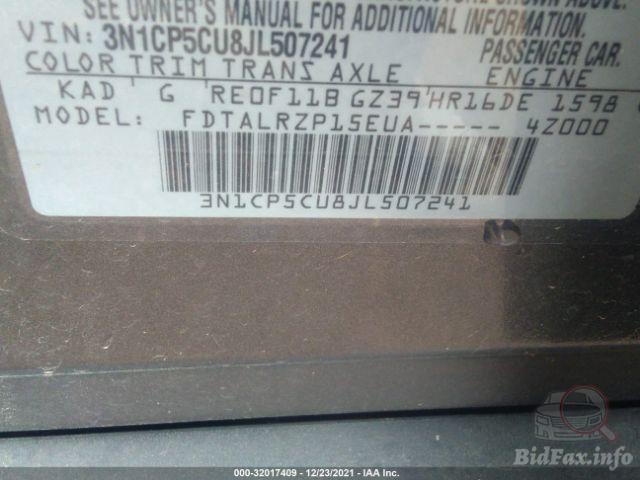 SEE OWNER'S MANUAL FOR ADDITIONAL INFORMATION.
VIN: 3N1CP5CU8JL507241 PASSENGER CAR.
COLOR TRIM TRANS AXLE ENGINE
KAD G RE0F11B GZ39 HR16DE 1598
MODEL: FDTALRZP15EUA----- 4Z000
3N1CP5CU8JL507241
BidFax.info
000-32017409 - 12/23/2021 - IAA Inc.